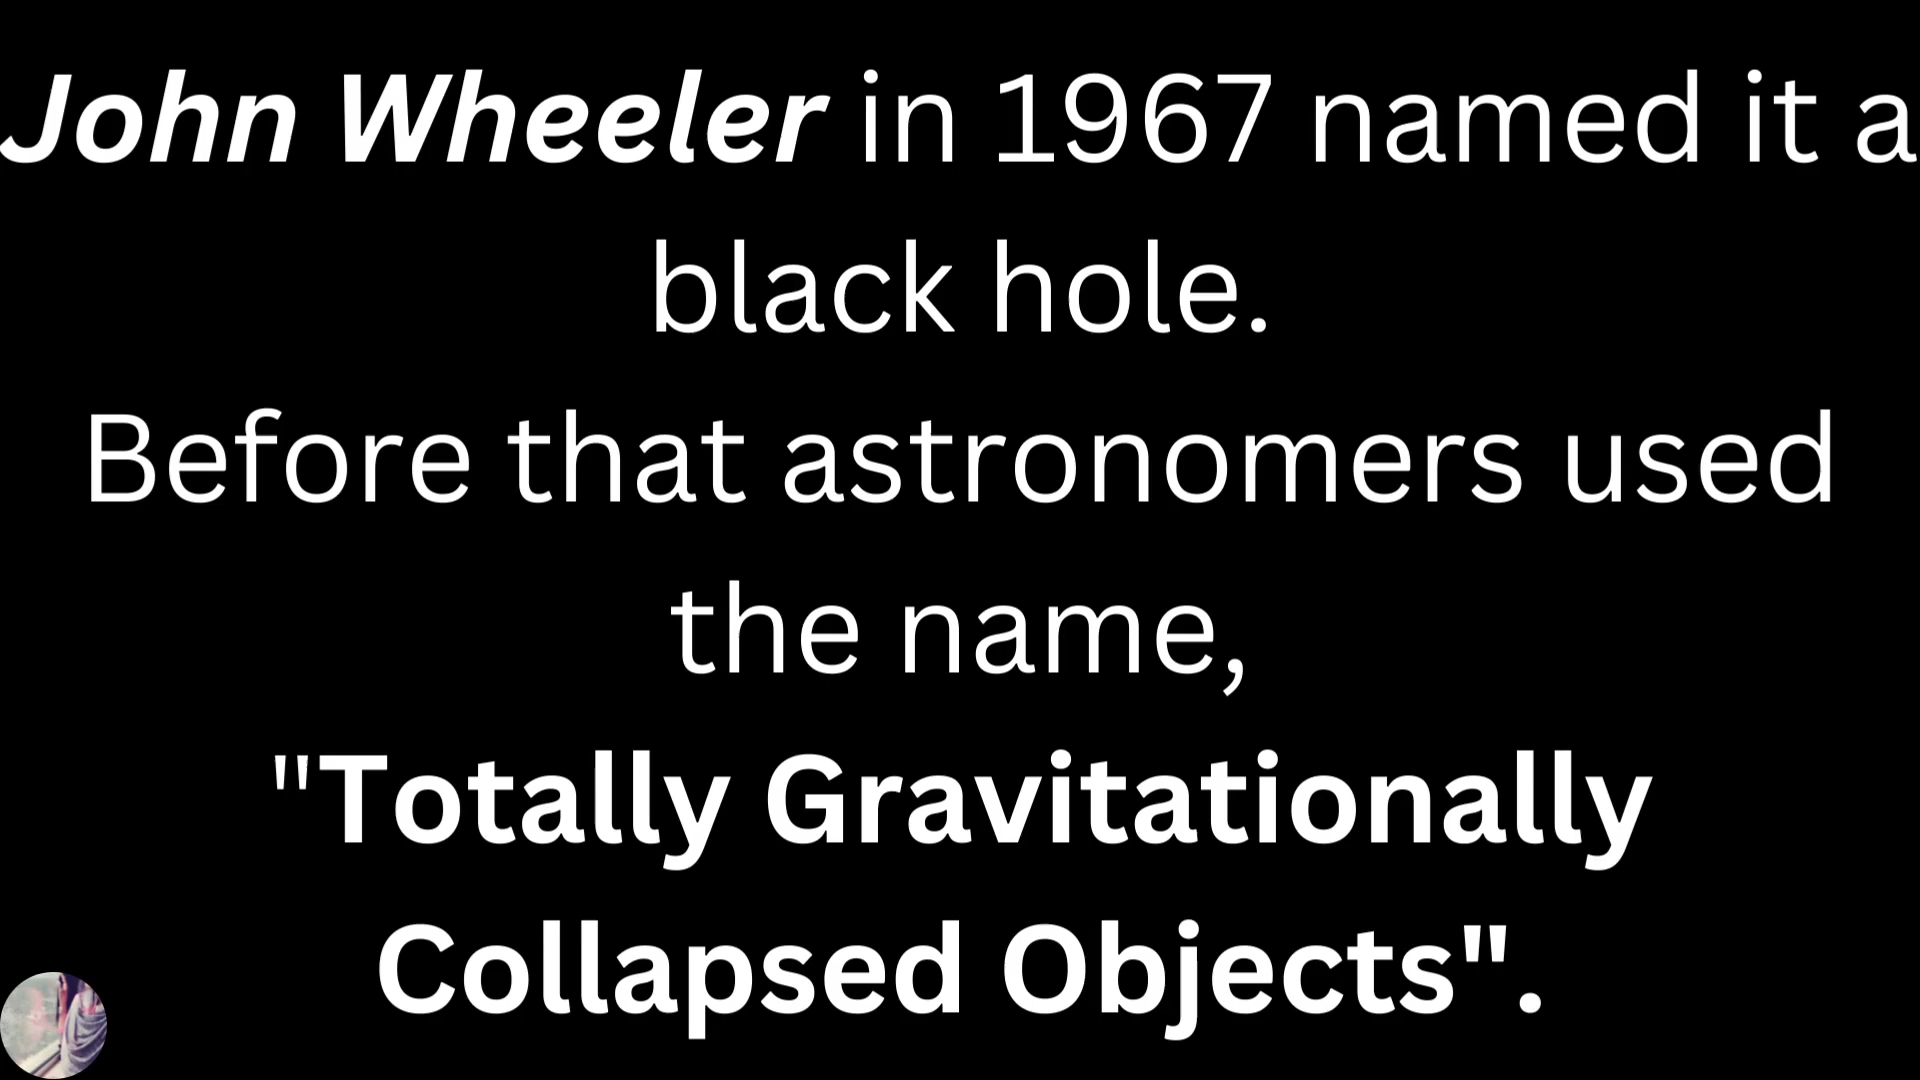 John Wheeler in 1967 named it a
black hole.
Before that astronomers used
the name,
"Totally Gravitationally
Collapsed Objects".